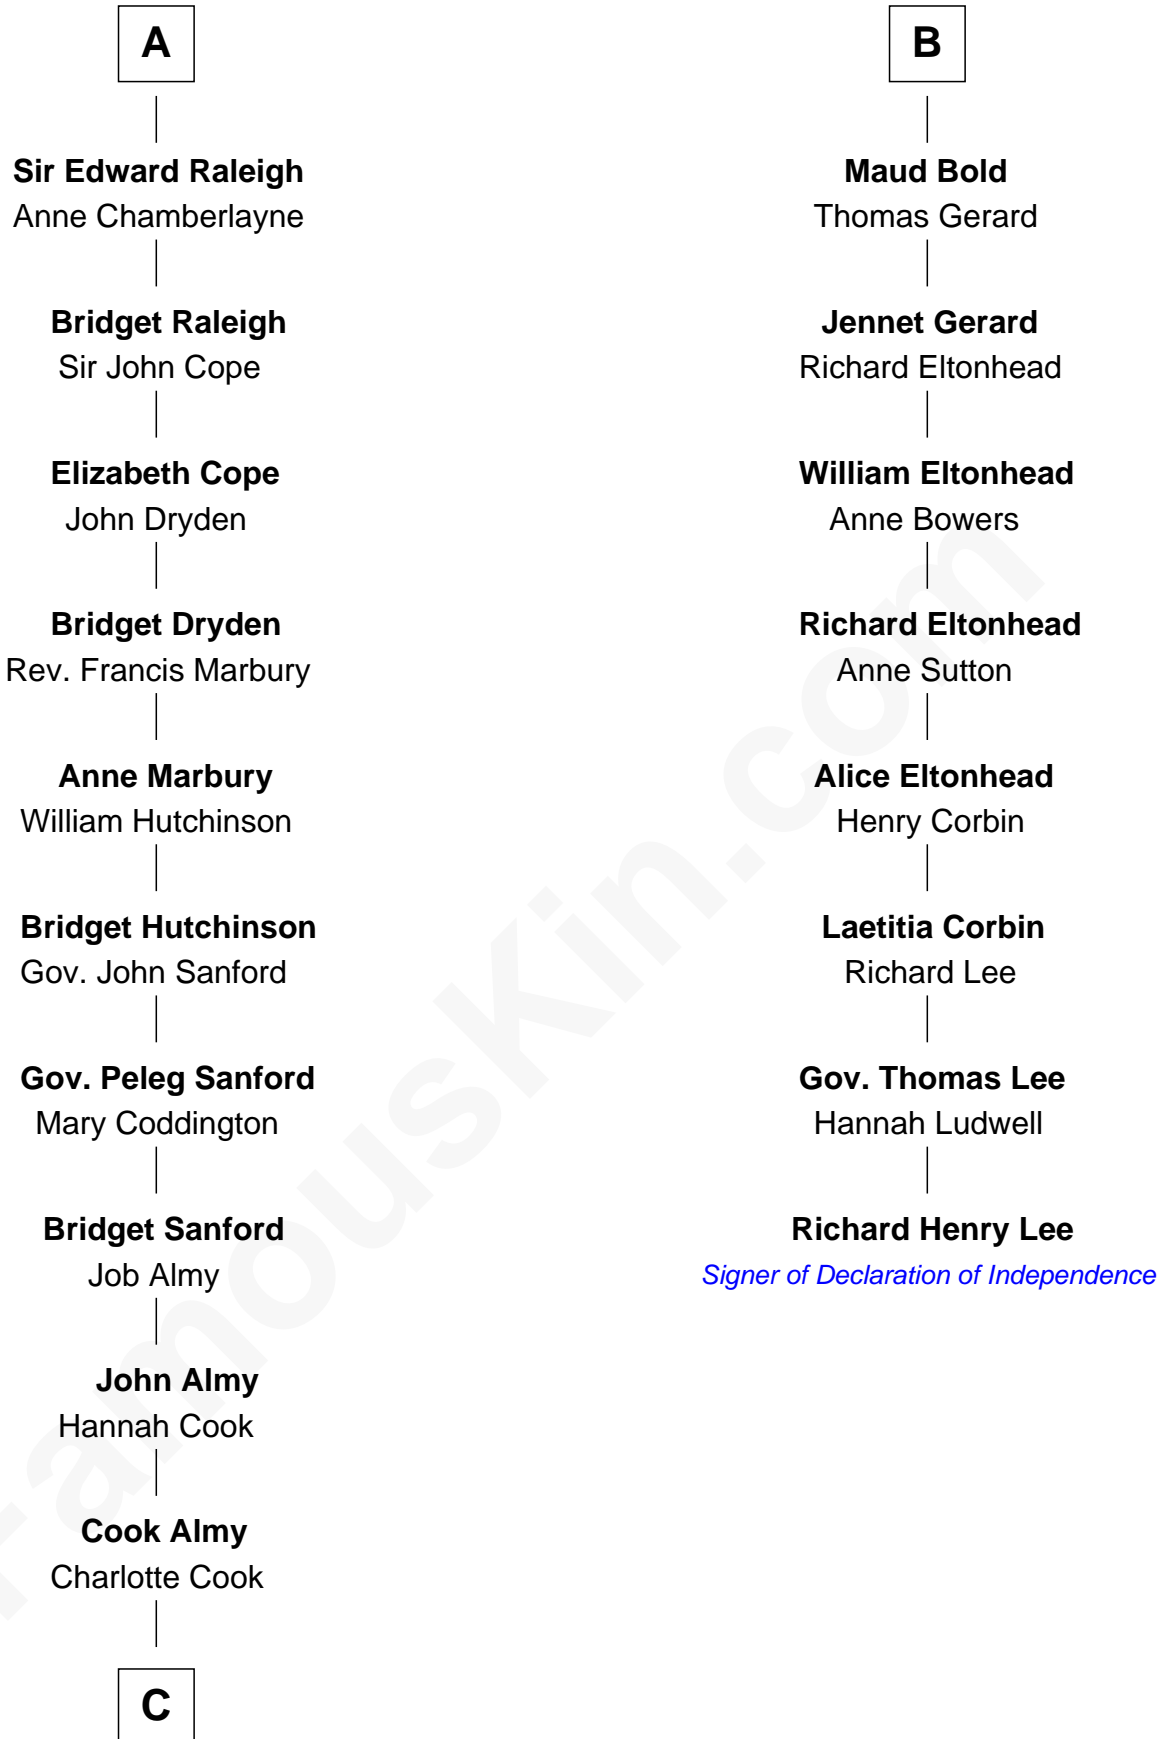 A
Sir Edward Raleigh
Anne Chamberlayne
Bridget Raleigh
Sir John Cope
Elizabeth Cope
John Dryden
Bridget Dryden
Rev. Francis Marbury
Anne Marbury
William Hutchinson
Bridget Hutchinson
Gov. John Sanford
Gov. Peleg Sanford
Mary Coddington
Bridget Sanford
Job Almy
John Almy
Hannah Cook
Cook Almy
Charlotte Cook
C
B
Maud Bold
Thomas Gerard
Jennet Gerard
Richard Eltonhead
William Eltonhead
Anne Bowers
Richard Eltonhead
Anne Sutton
Alice Eltonhead
Henry Corbin
Laetitia Corbin
Richard Lee
Gov. Thomas Lee
Hannah Ludwell
Richard Henry Lee
Signer of Declaration of Independence
FamousKin.com